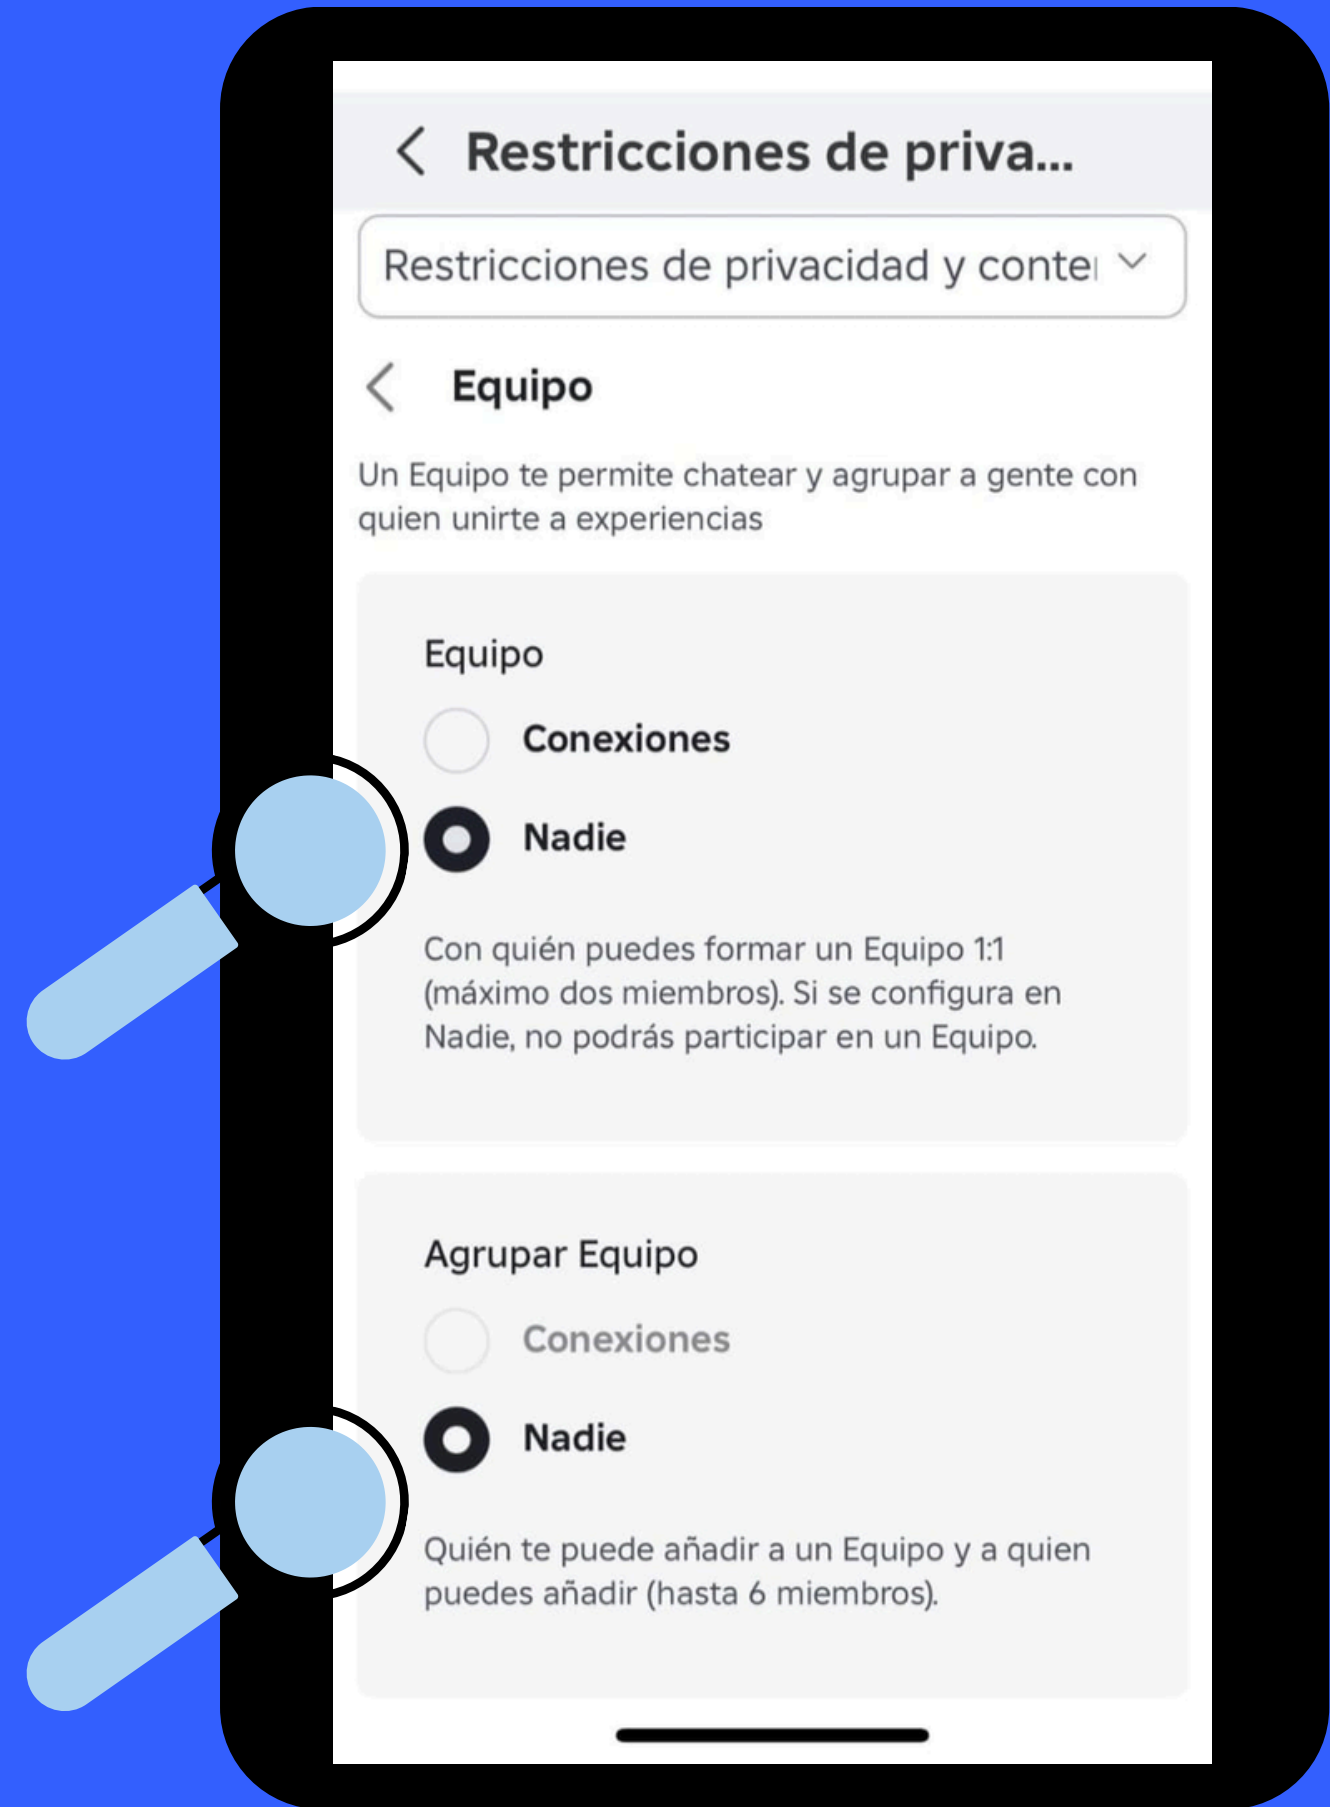 Restricciones de priva...
Restricciones de privacidad y conte
Equipo
Un Equipo te permite chatear y agrupar a gente con
quien unirte a experiencias
Equipo
Conexiones
Nadie
Con quién puedes formar un Equipo 1:1
(máximo dos miembros). Si se configura en
Nadie, no podrás participar en un Equipo.
Agrupar Equipo
Conexiones
Nadie
Quién te puede añadir a un Equipo y a quien
puedes añadir (hasta 6 miembros).